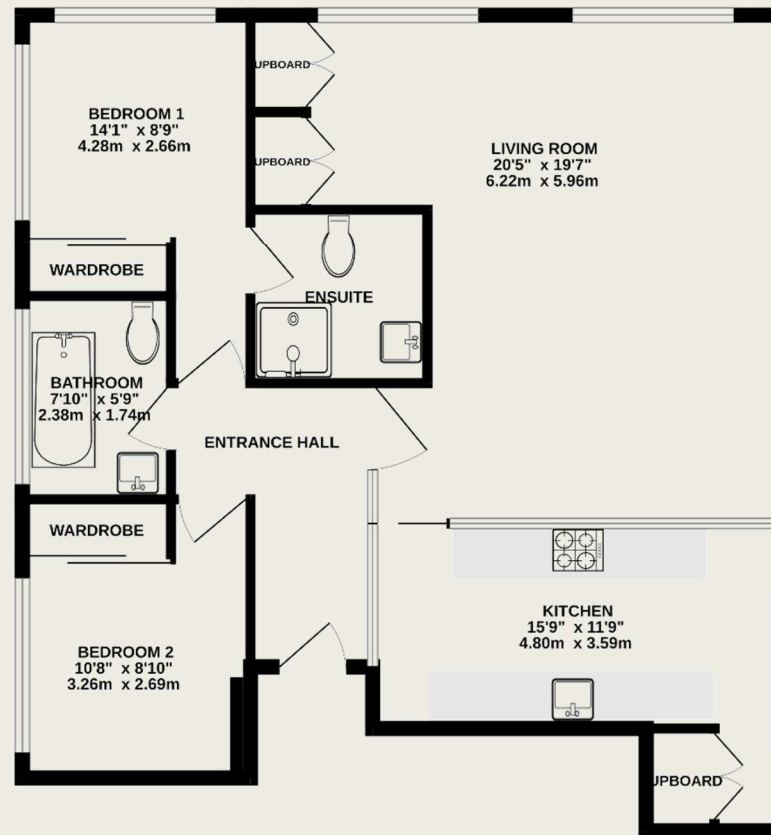 BEDROOM 1
14'1" x 8'9"
4.28m x 2.66m
UPBOARD
UPBOARD
LIVING ROOM
20'5" x 19'7"
6.22m x 5.96m
WARDROBE
ENSUITE
BATHROOM
7'10" x 5'9"
2.38m x 1.74m
ENTRANCE HALL
WARDROBE
KITCHEN
15'9" x 11'9"
4.80m x 3.59m
BEDROOM 2
10'8" x 8'10"
3.26m x 2.69m
UPBOARD